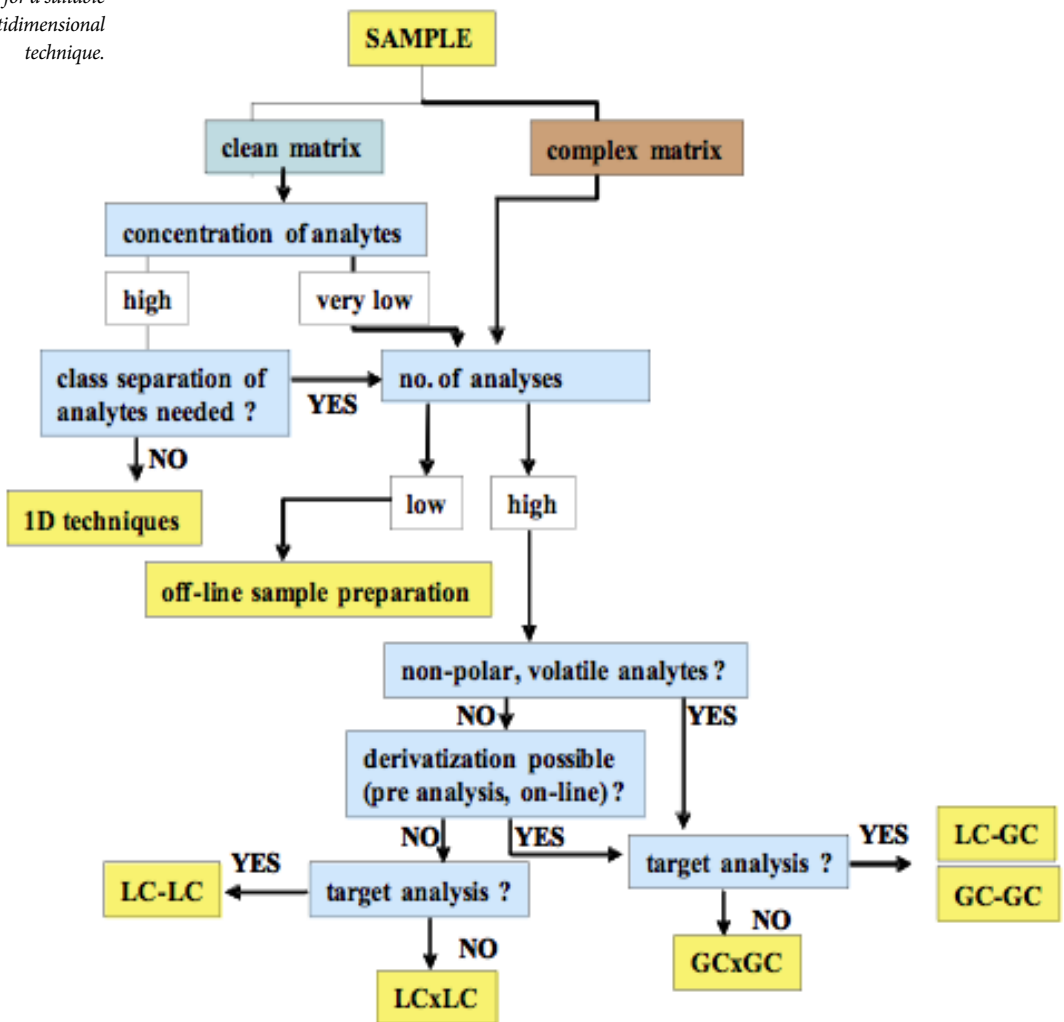 for a suitable
tidimensional
technique.
SAMPLE
clean matrix
complex matrix
concentration of analytes
high
very low
class separation of
analytes needed ?
YES
no. of analyses
NO
low
high
1D techniques
off-line sample preparation
non-polar, volatile analytes ?
NO
YES
derivatization possible
(pre analysis, on-line) ?
NO
YES
target analysis ?
YES
LC-GC
GC-GC
YES
LC-LC
target analysis ?
NO
GCxGC
NO
LCxLC